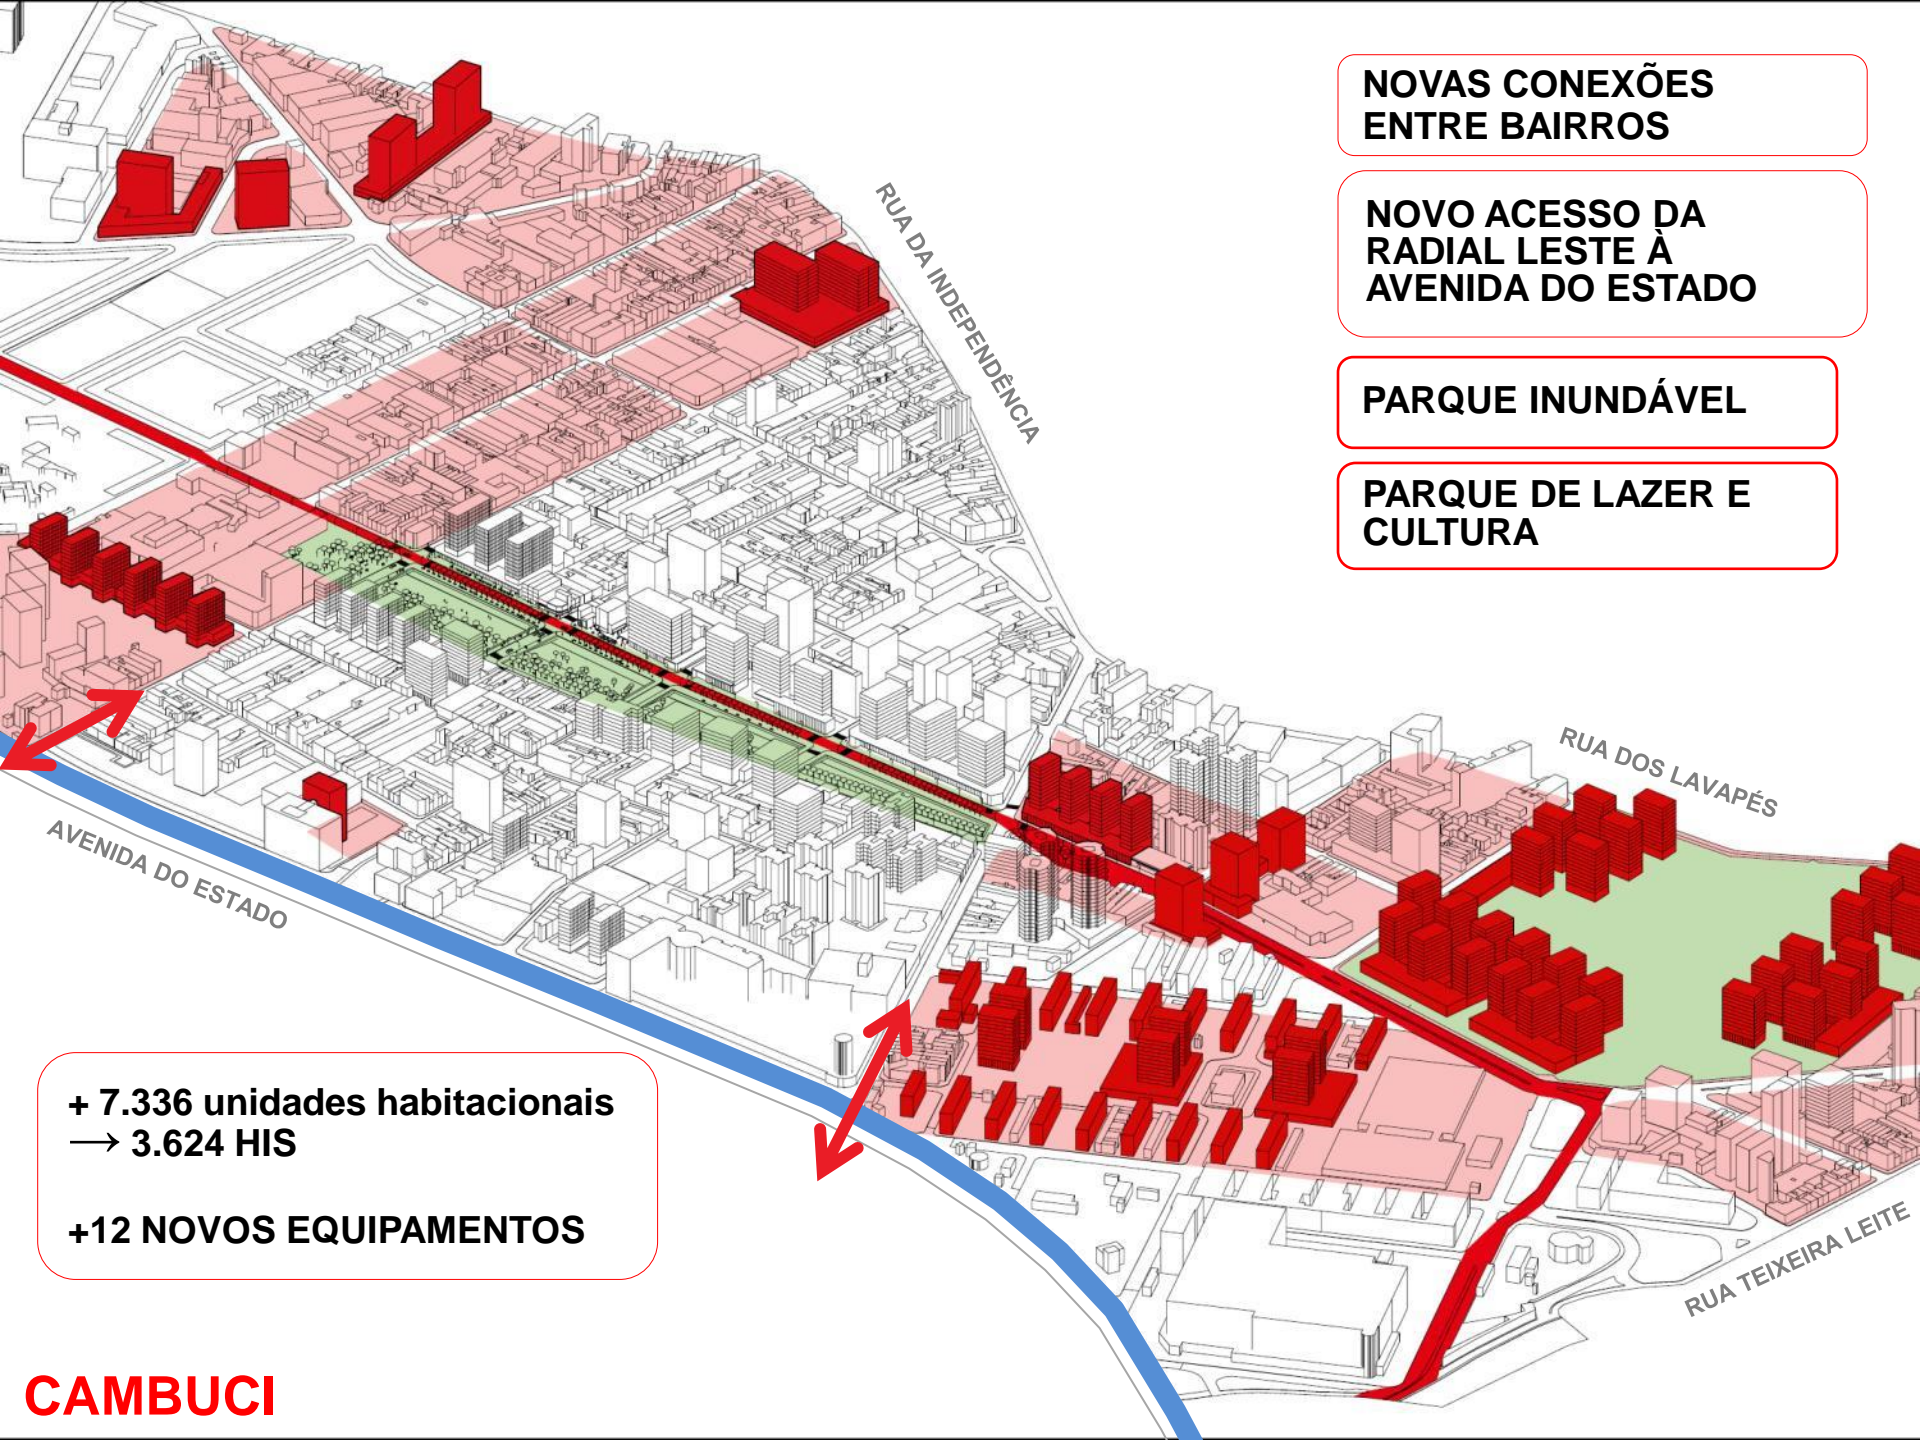 NOVAS CONEXÕES
ENTRE BAIRROS
NOVO ACESSO DA
RADIAL LESTE À
AVENIDA DO ESTADO
PARQUE INUNDÁVEL
PARQUE DE LAZER E
CULTURA
RUA DA INDEPENDÊNCIA
RUA DOS LAVAPÉS
AVENIDA DO ESTADO
RUA TEIXEIRA LEITE
+ 7.336 unidades habitacionais
→ 3.624 HIS
+12 NOVOS EQUIPAMENTOS
CAMBUCI